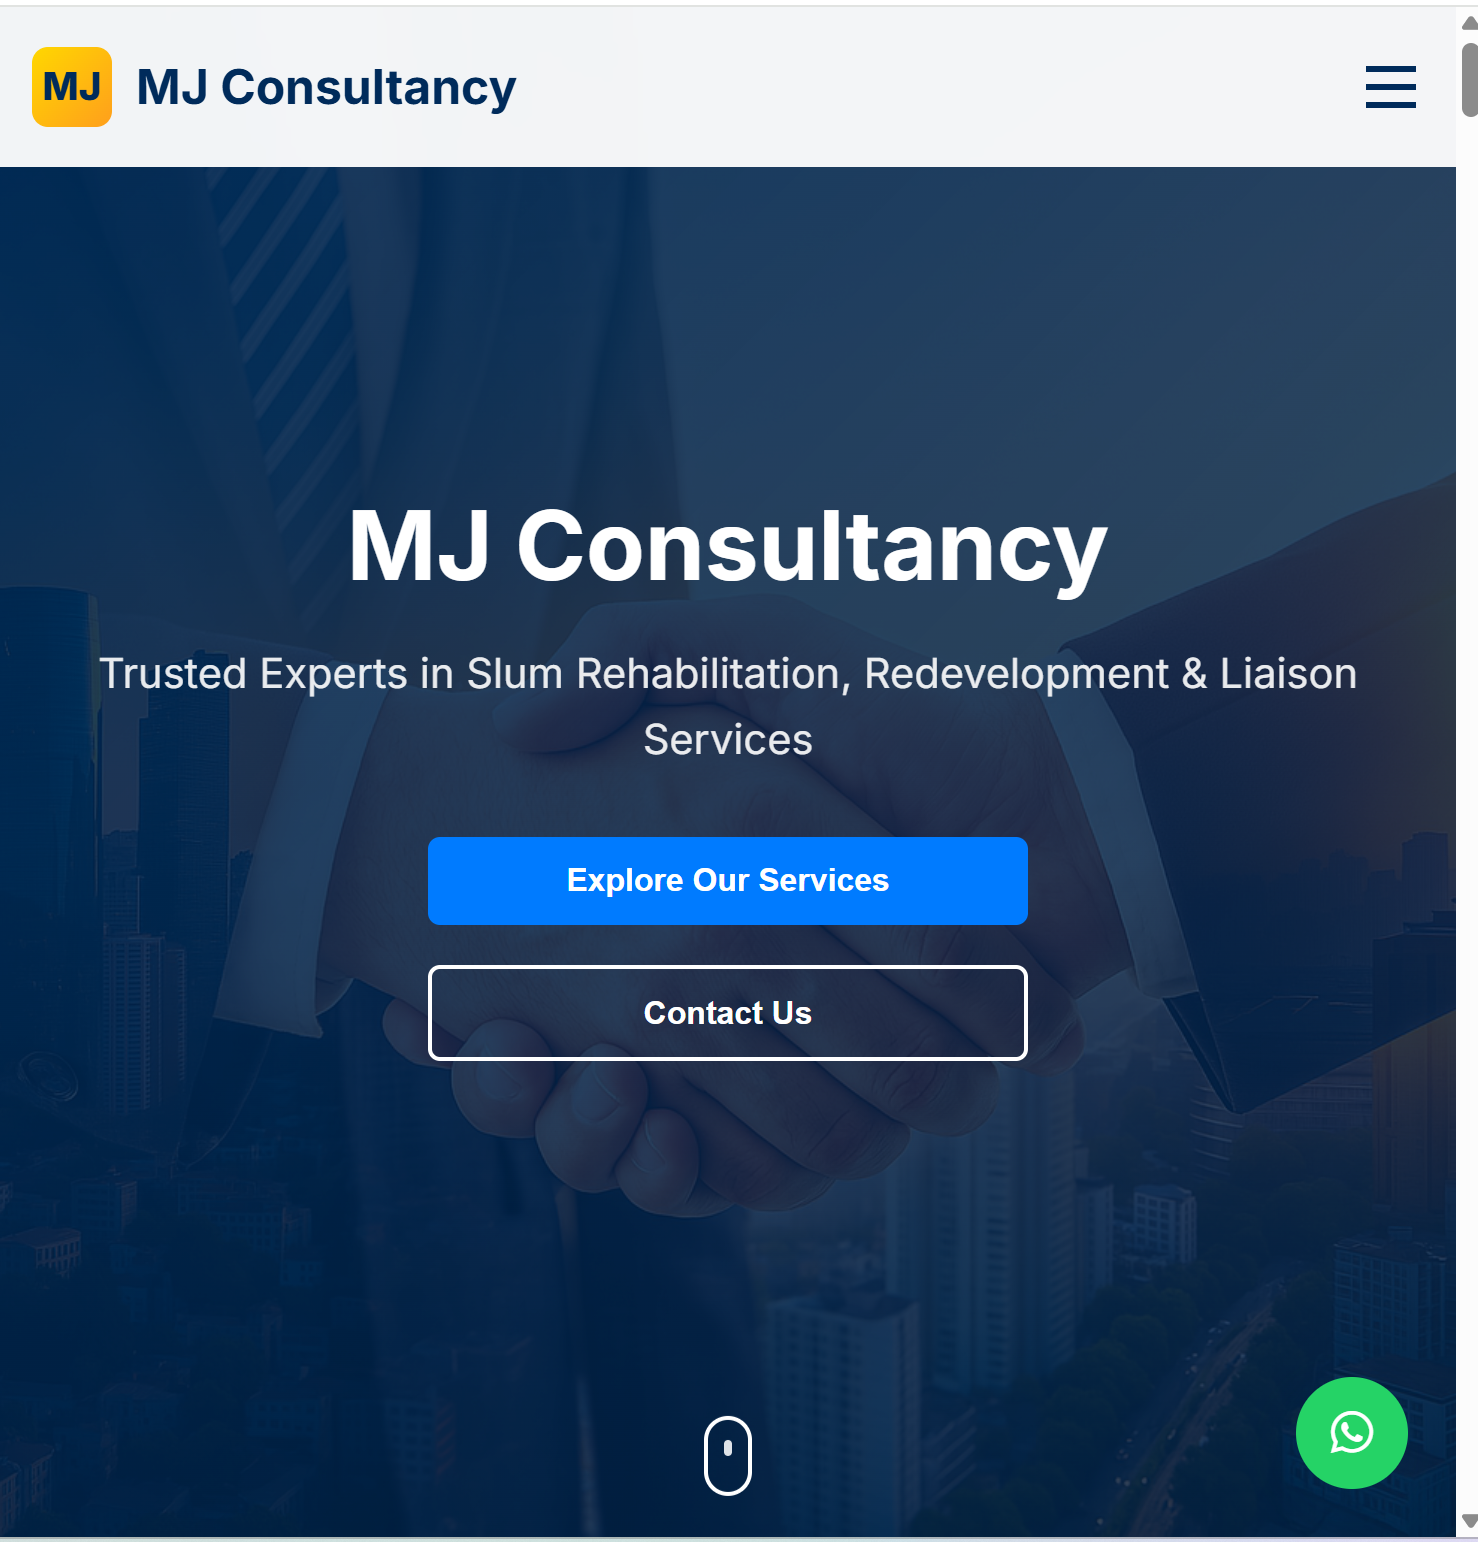 MJ
MJ Consultancy
MJ Consultancy
Trusted Experts in Slum Rehabilitation, Redevelopment & Liaison
Services
Explore Our Services
Contact Us